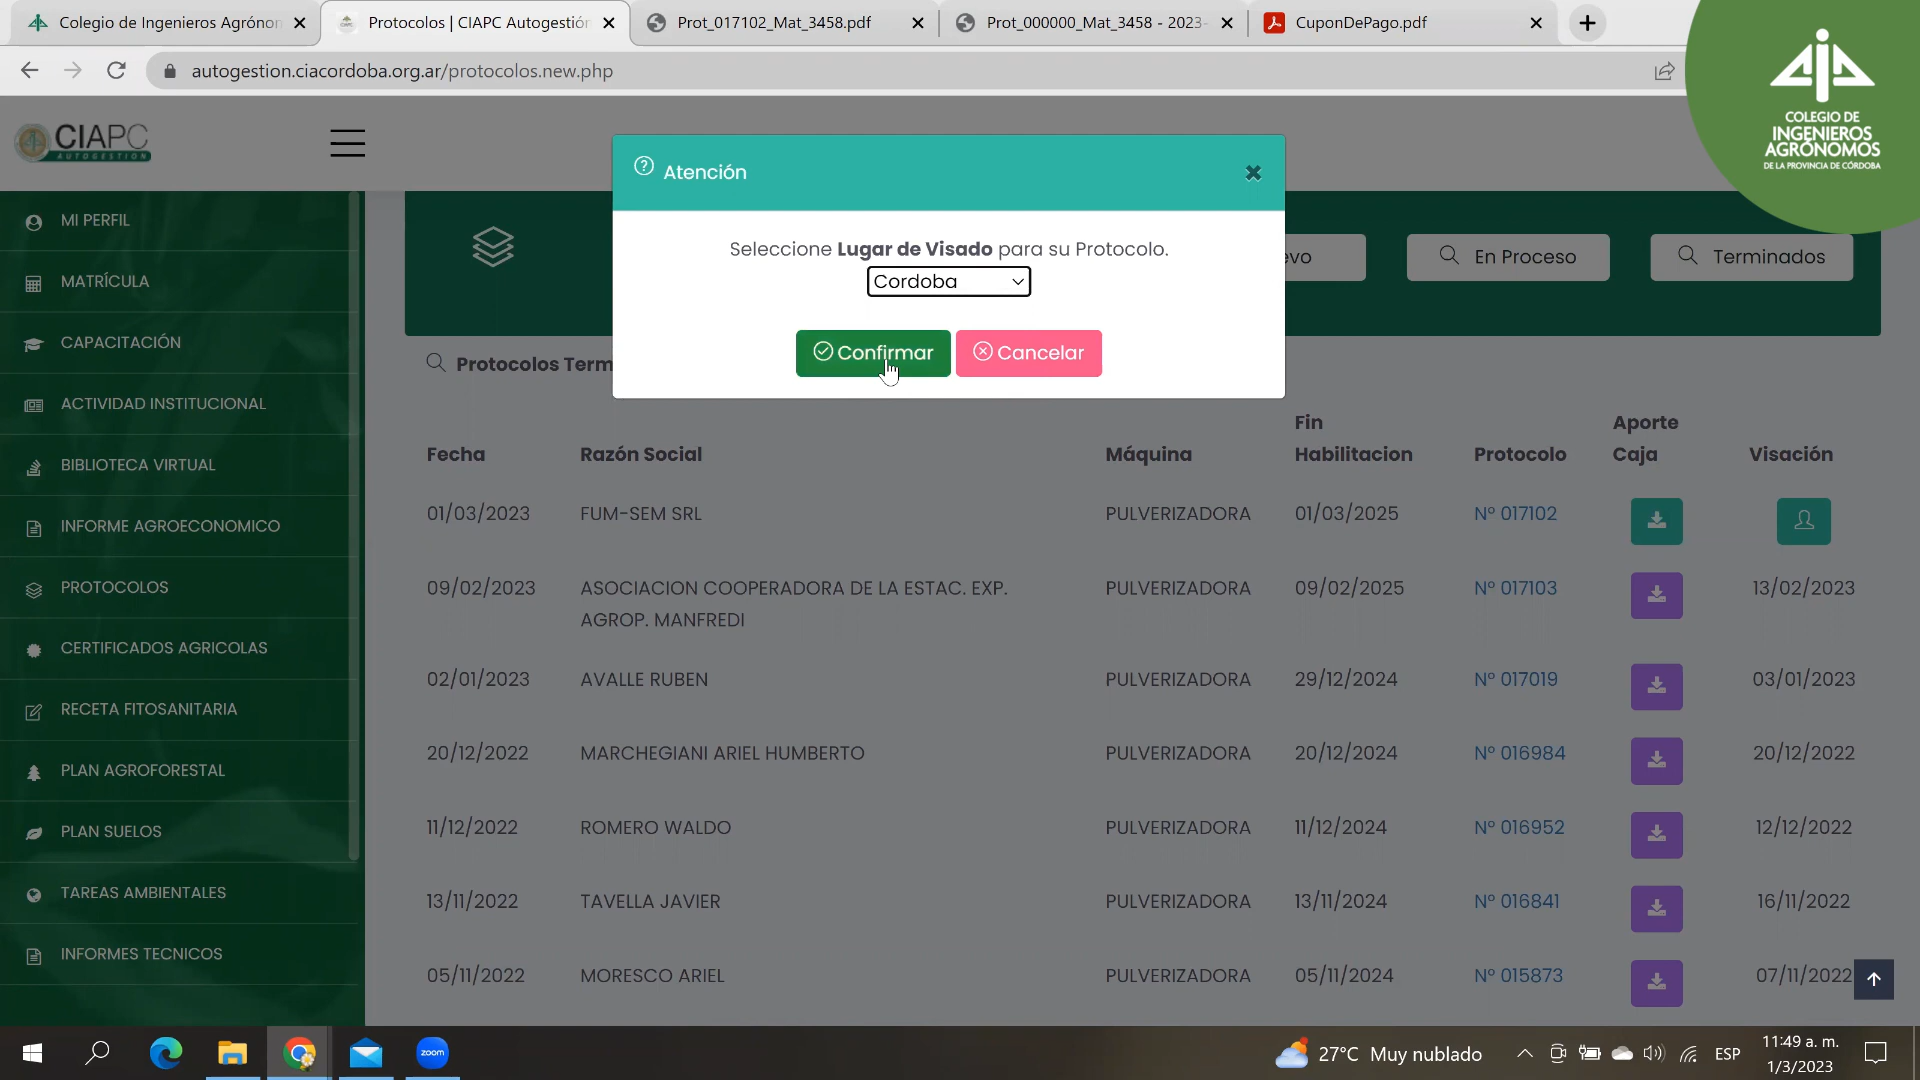 Colegio de Ingenieros Agrónom
Protocolos | CIAPC Autogestión
Prot_017102_Mat_3458.pdf
Prot_000000_Mat_3458 - 2023-
CuponDePago.pdf
autogestion.ciacordoba.org.ar/protocolos.new.php
COLEGIO DE
INGENIEROS
AGRÓNOMOS
DE LA PROVINCIA DE CÓRDOBA
CIAPC
AUTOGESTION
Atención
Seleccione Lugar de Visado para su Protocolo.
Cordoba
Confirmar
Cancelar
evo
En Proceso
Terminados
MI PERFIL
MATRÍCULA
CAPACITACIÓN
ACTIVIDAD INSTITUCIONAL
BIBLIOTECA VIRTUAL
INFORME AGROECONOMICO
PROTOCOLOS
CERTIFICADOS AGRICOLAS
RECETA FITOSANITARIA
PLAN AGROFORESTAL
PLAN SUELOS
TAREAS AMBIENTALES
INFORMES TECNICOS
Protocolos Term
Fecha Razón Social Máquina Fin Habilitacion Protocolo Aporte Caja Visación
01/03/2023 FUM-SEM SRL PULVERIZADORA 01/03/2025 N° 017102
09/02/2023 ASOCIACION COOPERADORA DE LA ESTAC. EXP. AGROP. MANFREDI PULVERIZADORA 09/02/2025 N° 017103 13/02/2023
02/01/2023 AVALLE RUBEN PULVERIZADORA 29/12/2024 N° 017019 03/01/2023
20/12/2022 MARCHEGIANI ARIEL HUMBERTO PULVERIZADORA 20/12/2024 N° 016984 20/12/2022
11/12/2022 ROMERO WALDO PULVERIZADORA 11/12/2024 N° 016952 12/12/2022
13/11/2022 TAVELLA JAVIER PULVERIZADORA 13/11/2024 N° 016841 16/11/2022
05/11/2022 MORESCO ARIEL PULVERIZADORA 05/11/2024 N° 015873 07/11/2022
zoom
27°C Muy nublado
ESP
11:49 a. m.
1/3/2023